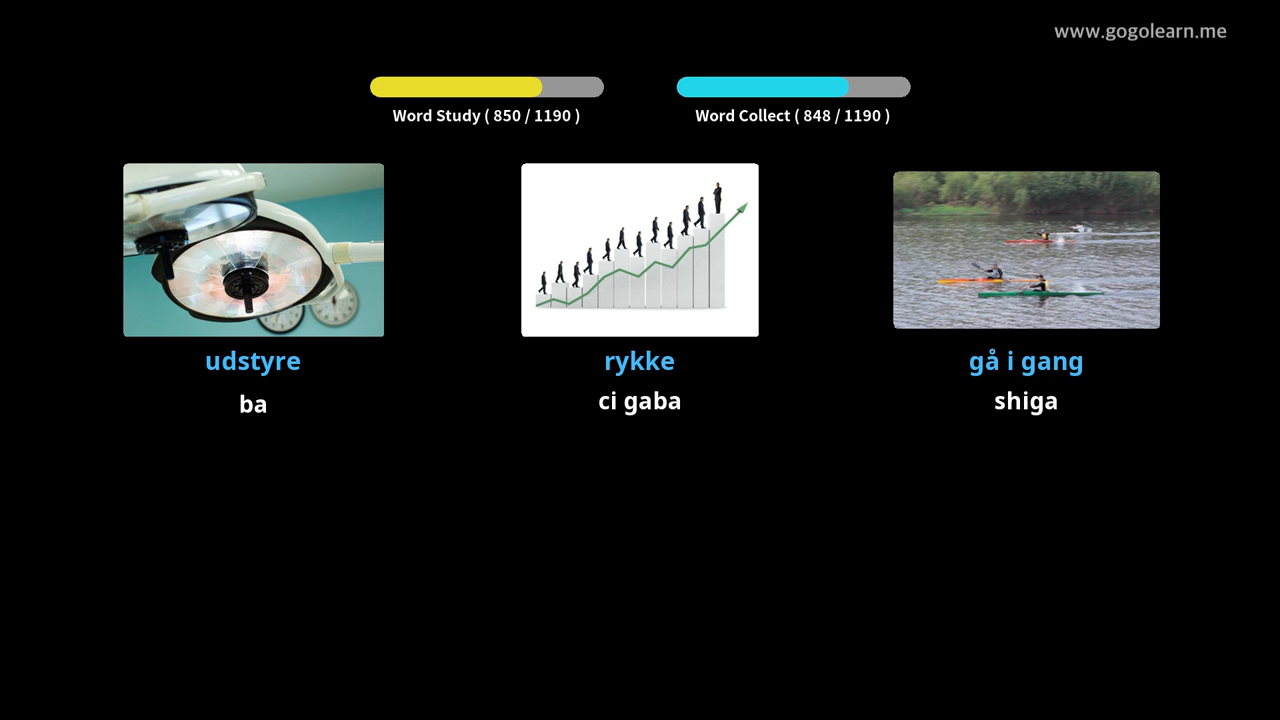 www.gogolearn.me
Word Study ( 850 / 1190 )
Word Collect ( 848 / 1190 )
udstyre
ba
rykke
ci gaba
gå i gang
shiga